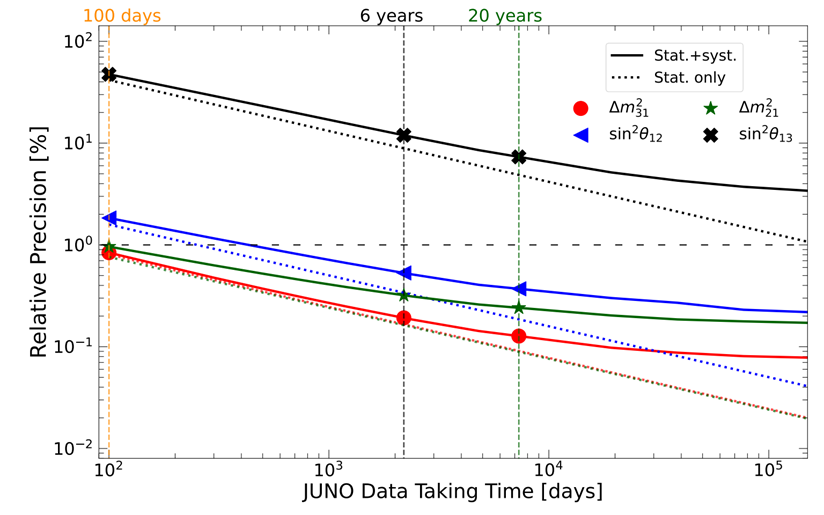 100 days 6 years 20 years
Stat.+syst.
Stat. only
Δm²₃₁ Δm²₂₁
sin²θ₁₂ sin²θ₁₃
10²
10¹
10⁰
10⁻¹
10⁻²
Relative Precision [%]
10² 10³ 10⁴ 10⁵
JUNO Data Taking Time [days]